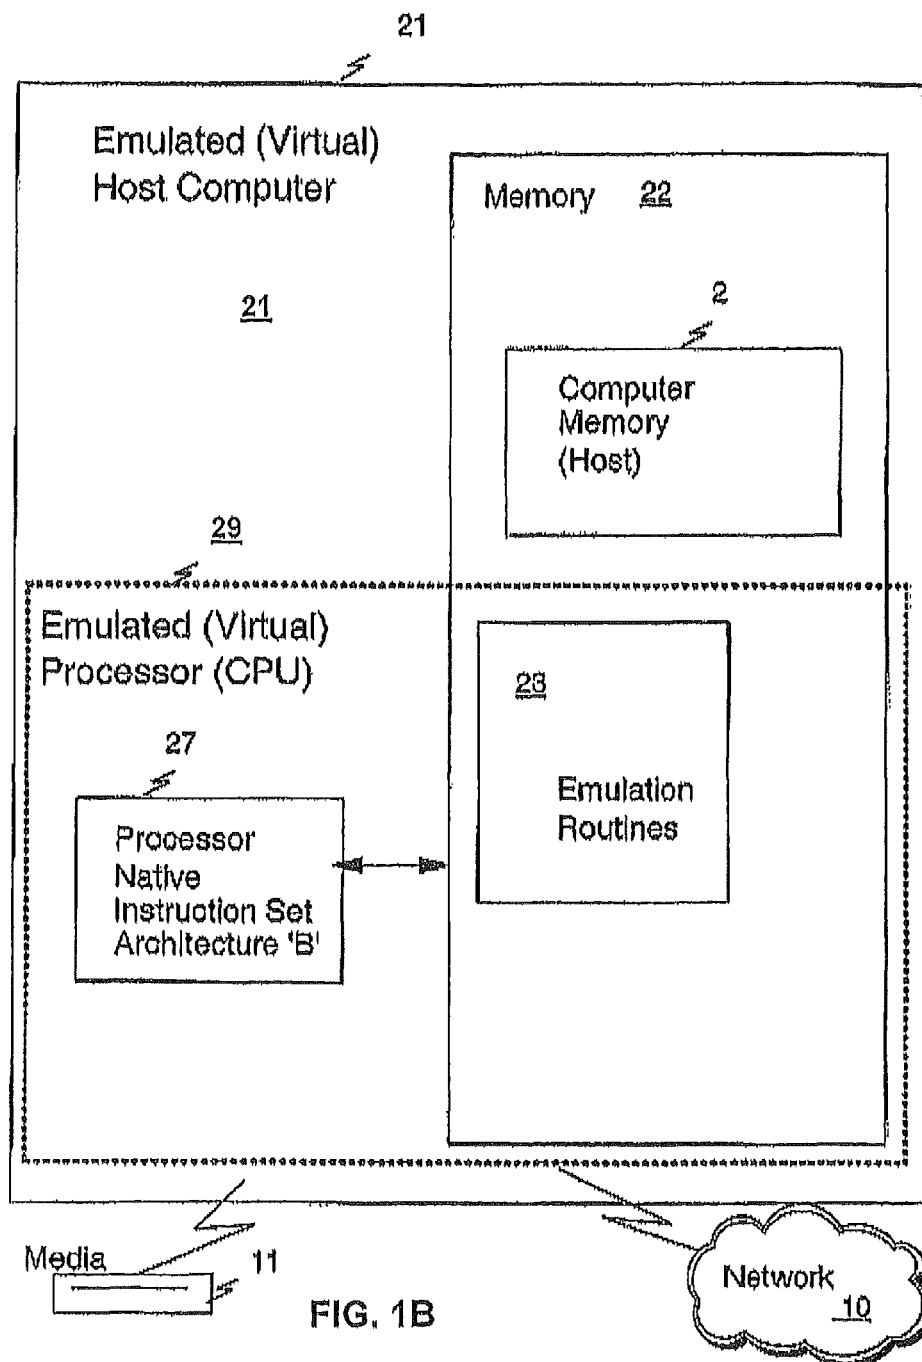 21
Emulated (Virtual)
Host Computer
21
Memory 22
2
Computer
Memory
(Host)
29
Emulated (Virtual)
Processor (CPU)
27
Processor
Native
Instruction Set
Architecture 'B'
23
Emulation
Routines
Media
11
FIG. 1B
Network
10